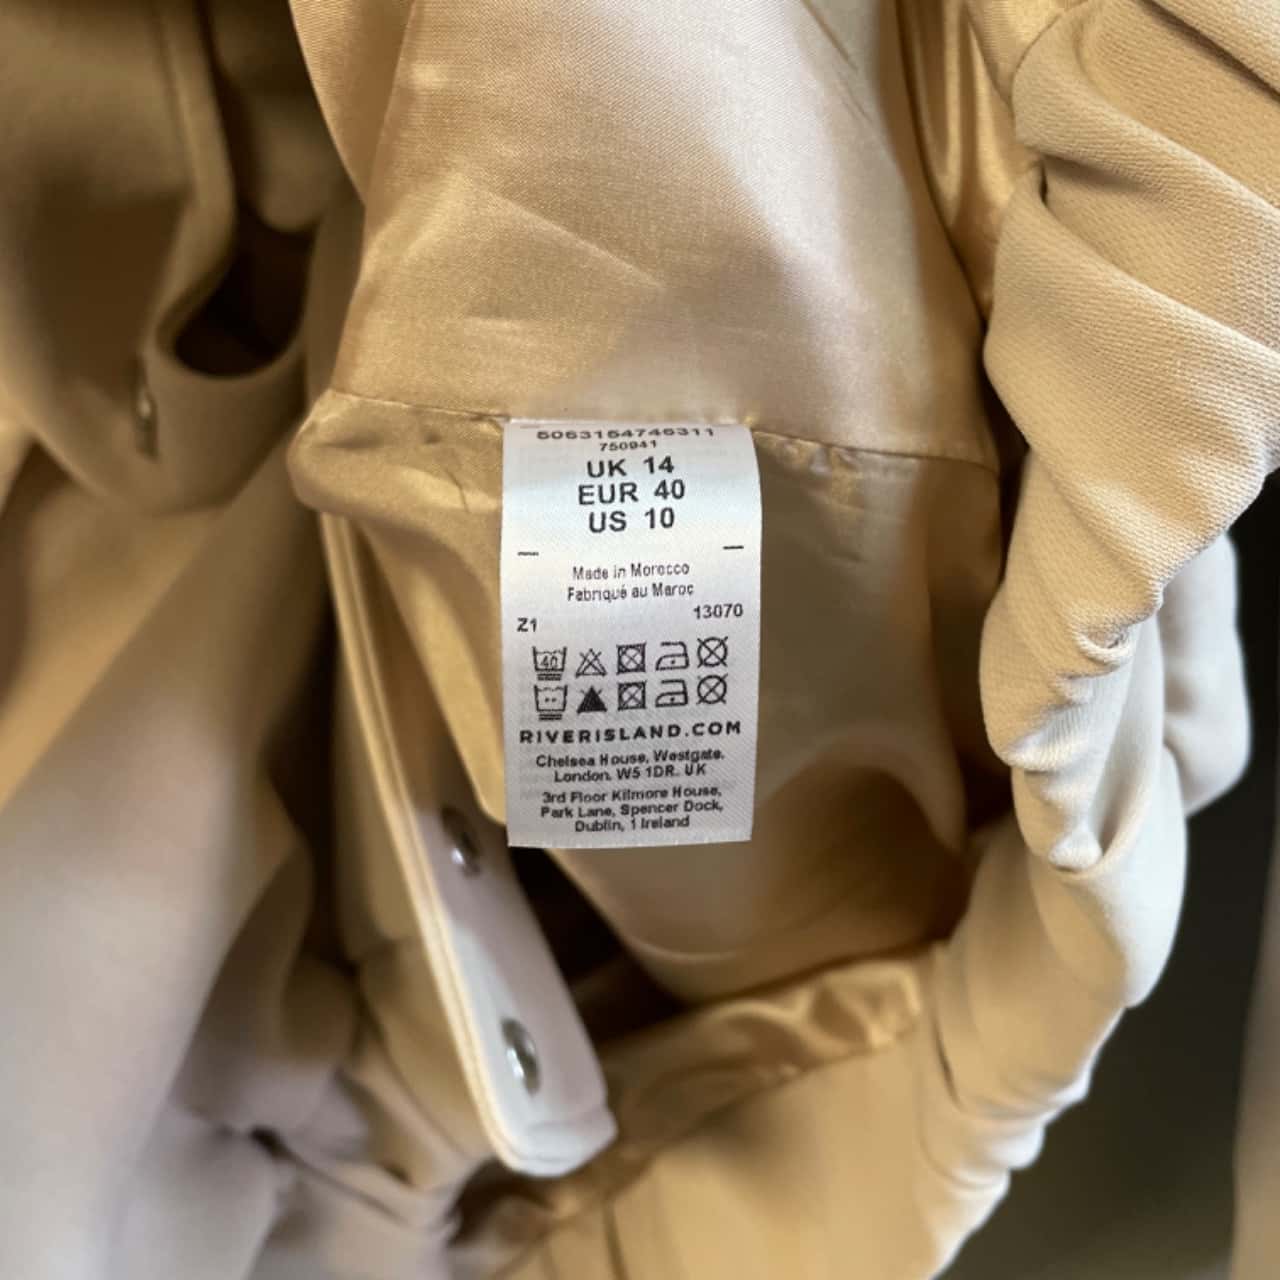 5063154746311
750941
UK 14
EUR 40
US 10
Made in Morocco
Fabriqué au Maroc
Z1 13070
40
RIVERISLAND.COM
Chelsea House, Westgate,
London. W5 1DR. UK
3rd Floor Kilmore House,
Park Lane, Spencer Dock,
Dublin, 1 Ireland